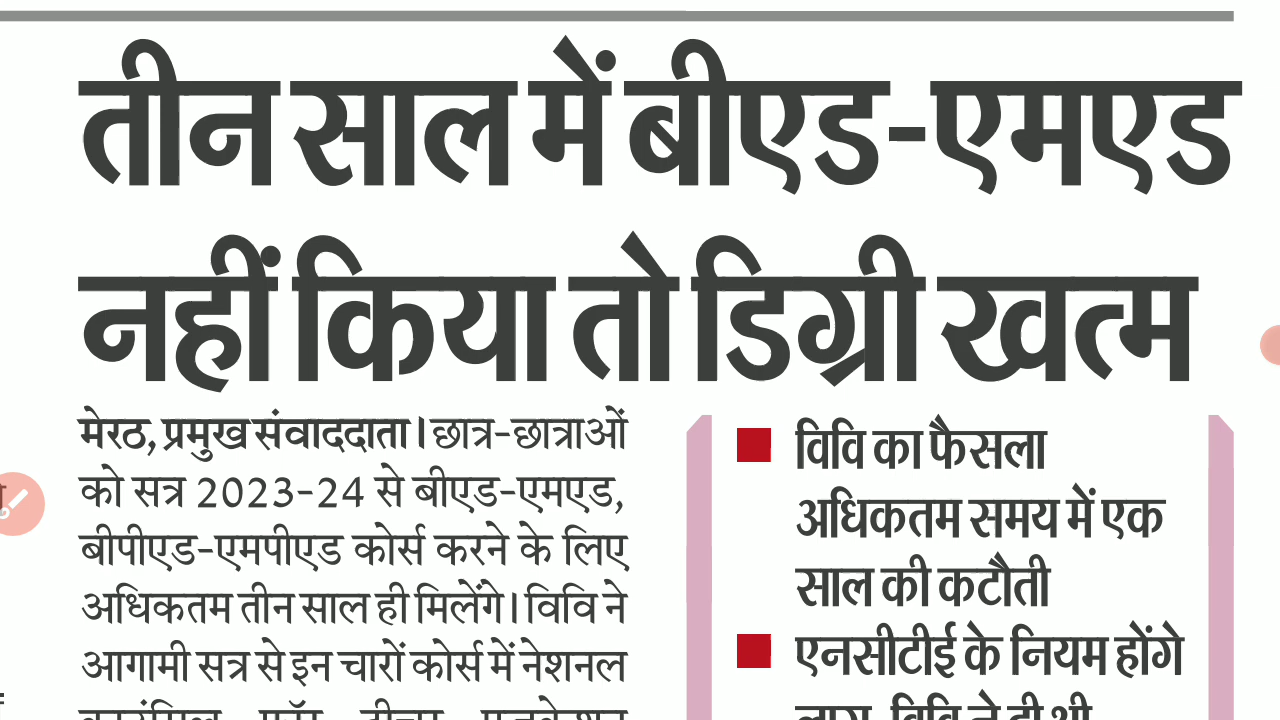 तीन साल में बीएड-एमएड
नहीं किया तो डिग्री खत्म
मेरठ, प्रमुख संवाददाता। छात्र-छात्राओं
को सत्र 2023-24 से बीएड-एमएड,
बीपीएड-एमपीएड कोर्स करने के लिए
अधिकतम तीन साल ही मिलेंगे। विवि ने
आगामी सत्र से इन चारों कोर्स में नेशनल
विवि का फैसला
अधिकतम समय में एक
साल की कटौती
एनसीटीई के नियम होंगे